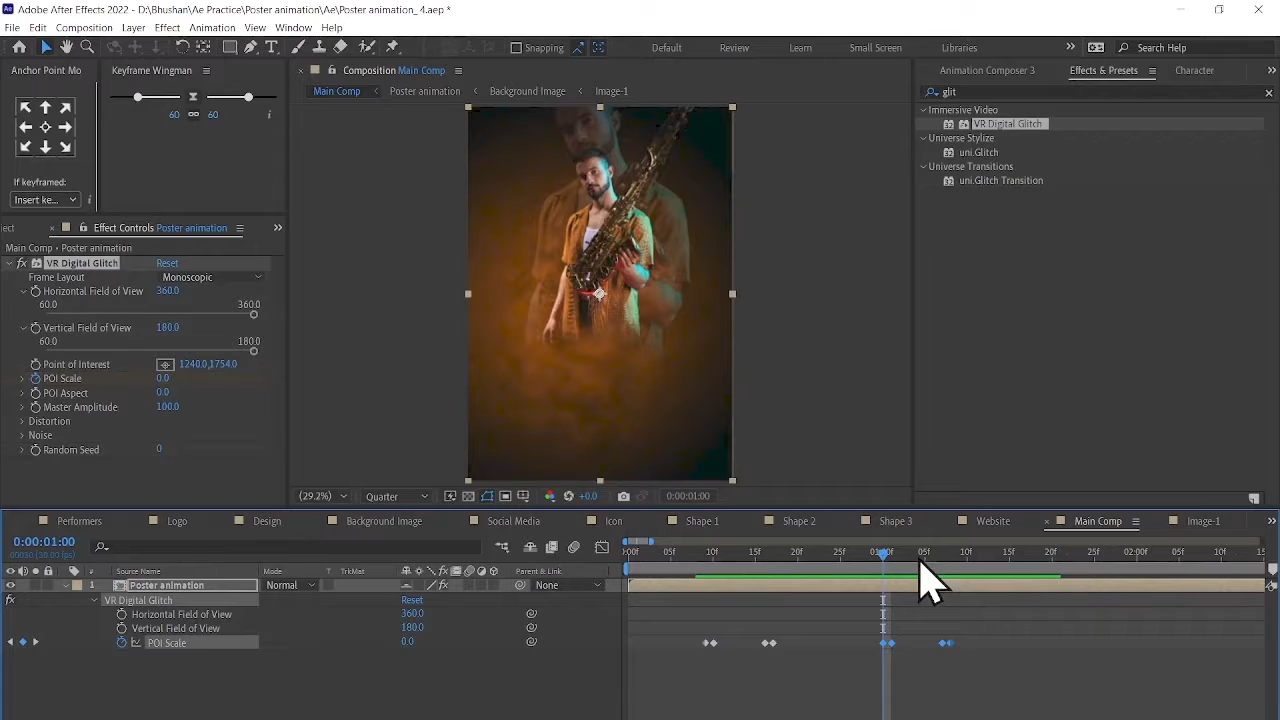 Adobe After Effects 2022 - D:\Bhushan\Ae Practice\Poster animation\Ae\Poster animation_ 4.aep *
File Edit Composition Layer Effect Animation View Window Help
Snapping Default Review Learn Small Screen Libraries Search Help
Anchor Point Mo Keyframe Wingman Composition Main Comp Animation Composer 3 Effects & Presets Character
Main Comp Poster animation Background Image Image-1
glit
60 60
If keyframed:
Insert ke...
Immersive Video
VR Digital Glitch
Universe Stylize
uni.Glitch
Universe Transitions
uni.Glitch Transition
ect Effect Controls Poster animation
Main Comp • Poster animation
VR Digital Glitch Reset
Frame Layout Monoscopic
Horizontal Field of View 360.0
60.0 360.0
Vertical Field of View 180.0
60.0 180.0
Point of Interest 1240.0,1754.0
POI Scale 0.0
POI Aspect 0.0
Master Amplitude 100.0
Distortion
Noise
Random Seed 0
(29.2%) Quarter +0.0 0:00:01:00
Performers Logo Design Background Image Social Media Icon Shape 1 Shape 2 Shape 3 Website Main Comp Image-1
0:00:01:00
00030 (30.00 fps)
05f 10f 15f 20f 25f 05f 10f 15f 20f 25f 02:00f 05f 10f 15
# Source Name Mode T TrkMat Parent & Link
1 Poster animation Normal None
VR Digital Glitch Reset
Horizontal Field of View 360.0
Vertical Field of View 180.0
POI Scale 0.0